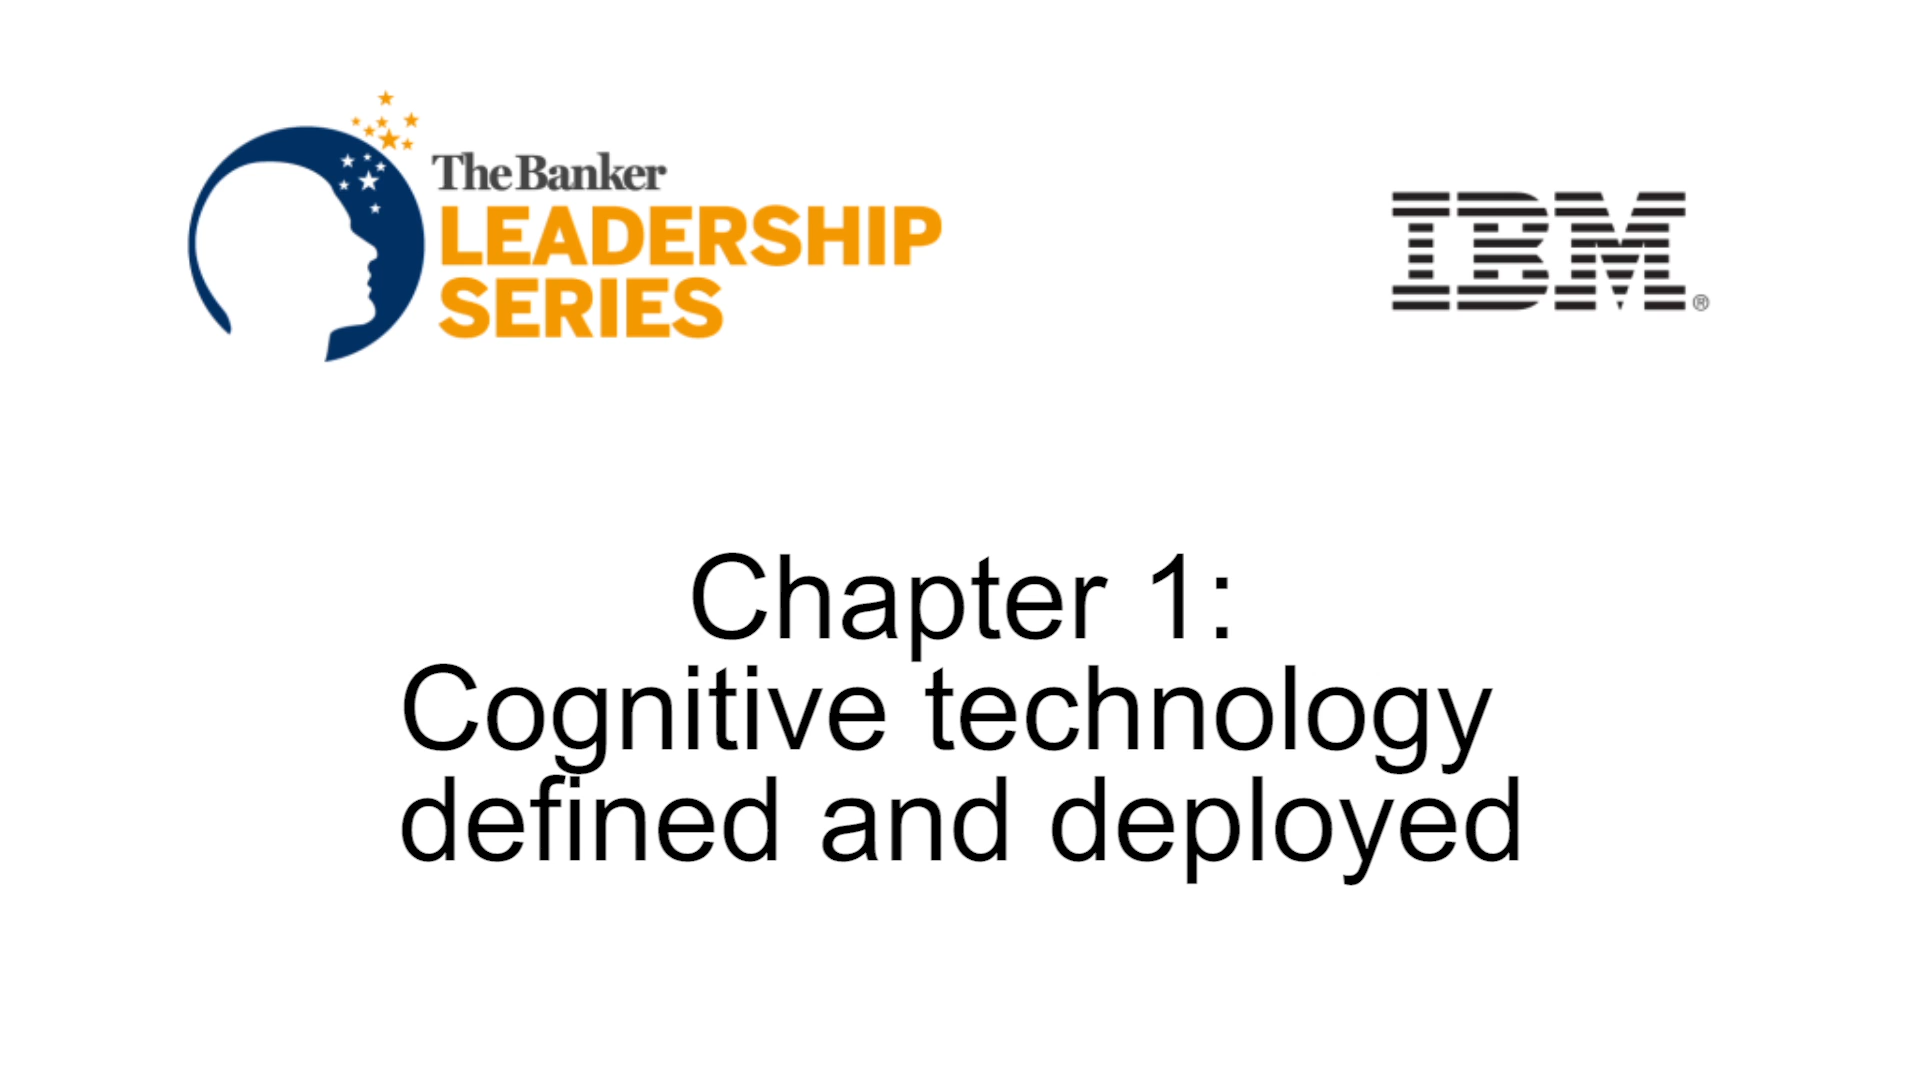 The Banker
LEADERSHIP
SERIES
IBM®
Chapter 1:
Cognitive technology
defined and deployed